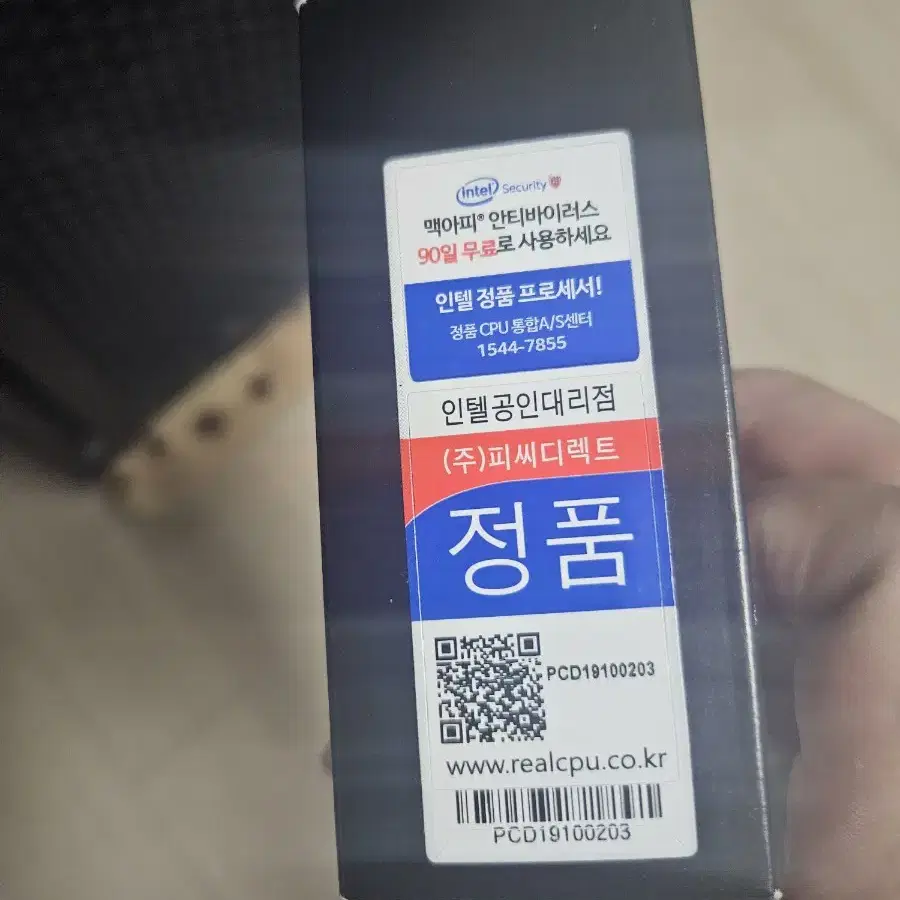 intel Security
맥아피® 안티바이러스
90일 무료로 사용하세요
인텔 정품 프로세서!
정품 CPU 통합A/S센터
1544-7855
인텔공인대리점
(주)피씨디렉트
정품
PCD19100203
www.realcpu.co.kr
PCD19100203